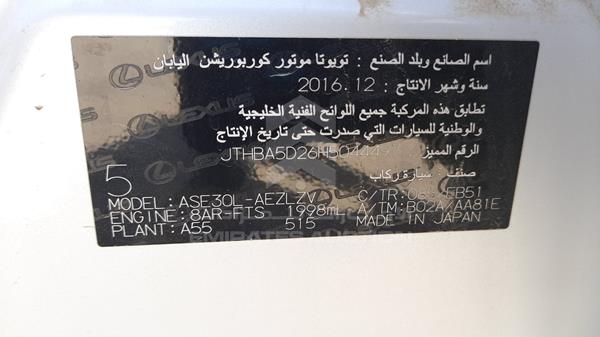 اسم الصانع وبلد الصنع : تويوتا موتور كوربوريشن اليابان
سنة وشهر الانتاج : 2016.12
تطابق هذه المركبة جميع اللوائح الفنية الخليجية
والوطنية للسيارات التي صدرت حتى تاريخ الإنتاج
الرقم المميز
صنف : سيارة ركاب
5
MODEL: ASE30L-AEZLZV C/TR:
ENGINE: 8AR-FTS 1998mL A/TM: B02A/AA81E
PLANT: A55 515 MADE IN JAPAN
LEXUS